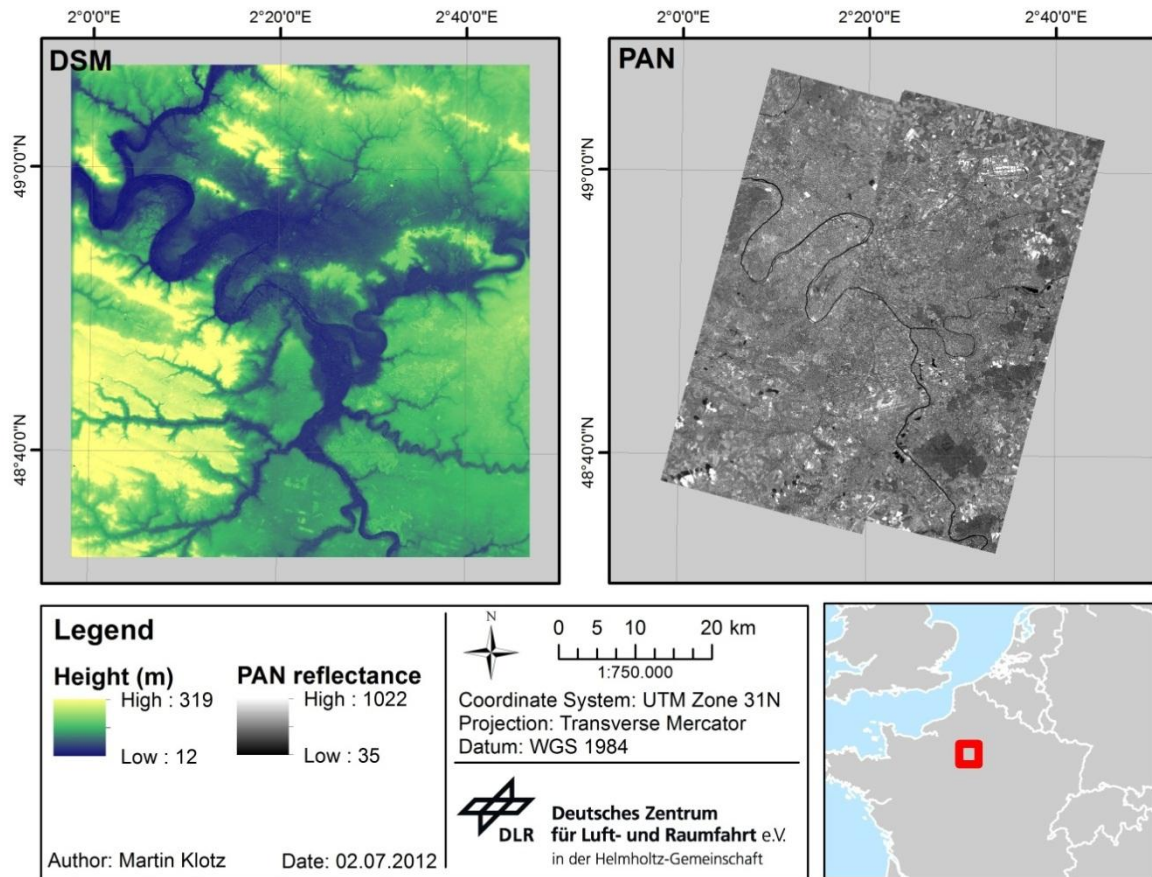 2°0'0"E 2°20'0"E 2°40'0"E
2°0'0"E 2°20'0"E 2°40'0"E
DSM
PAN
49°0'0"N
48°40'0"N
49°0'0"N
48°40'0"N
Legend
Height (m)
High : 319
Low : 12
PAN reflectance
High : 1022
Low : 35
Author: Martin Klotz Date: 02.07.2012
N
0 5 10 20 km
1:750.000
Coordinate System: UTM Zone 31N
Projection: Transverse Mercator
Datum: WGS 1984
DLR
Deutsches Zentrum
für Luft- und Raumfahrt e.V.
in der Helmholtz-Gemeinschaft